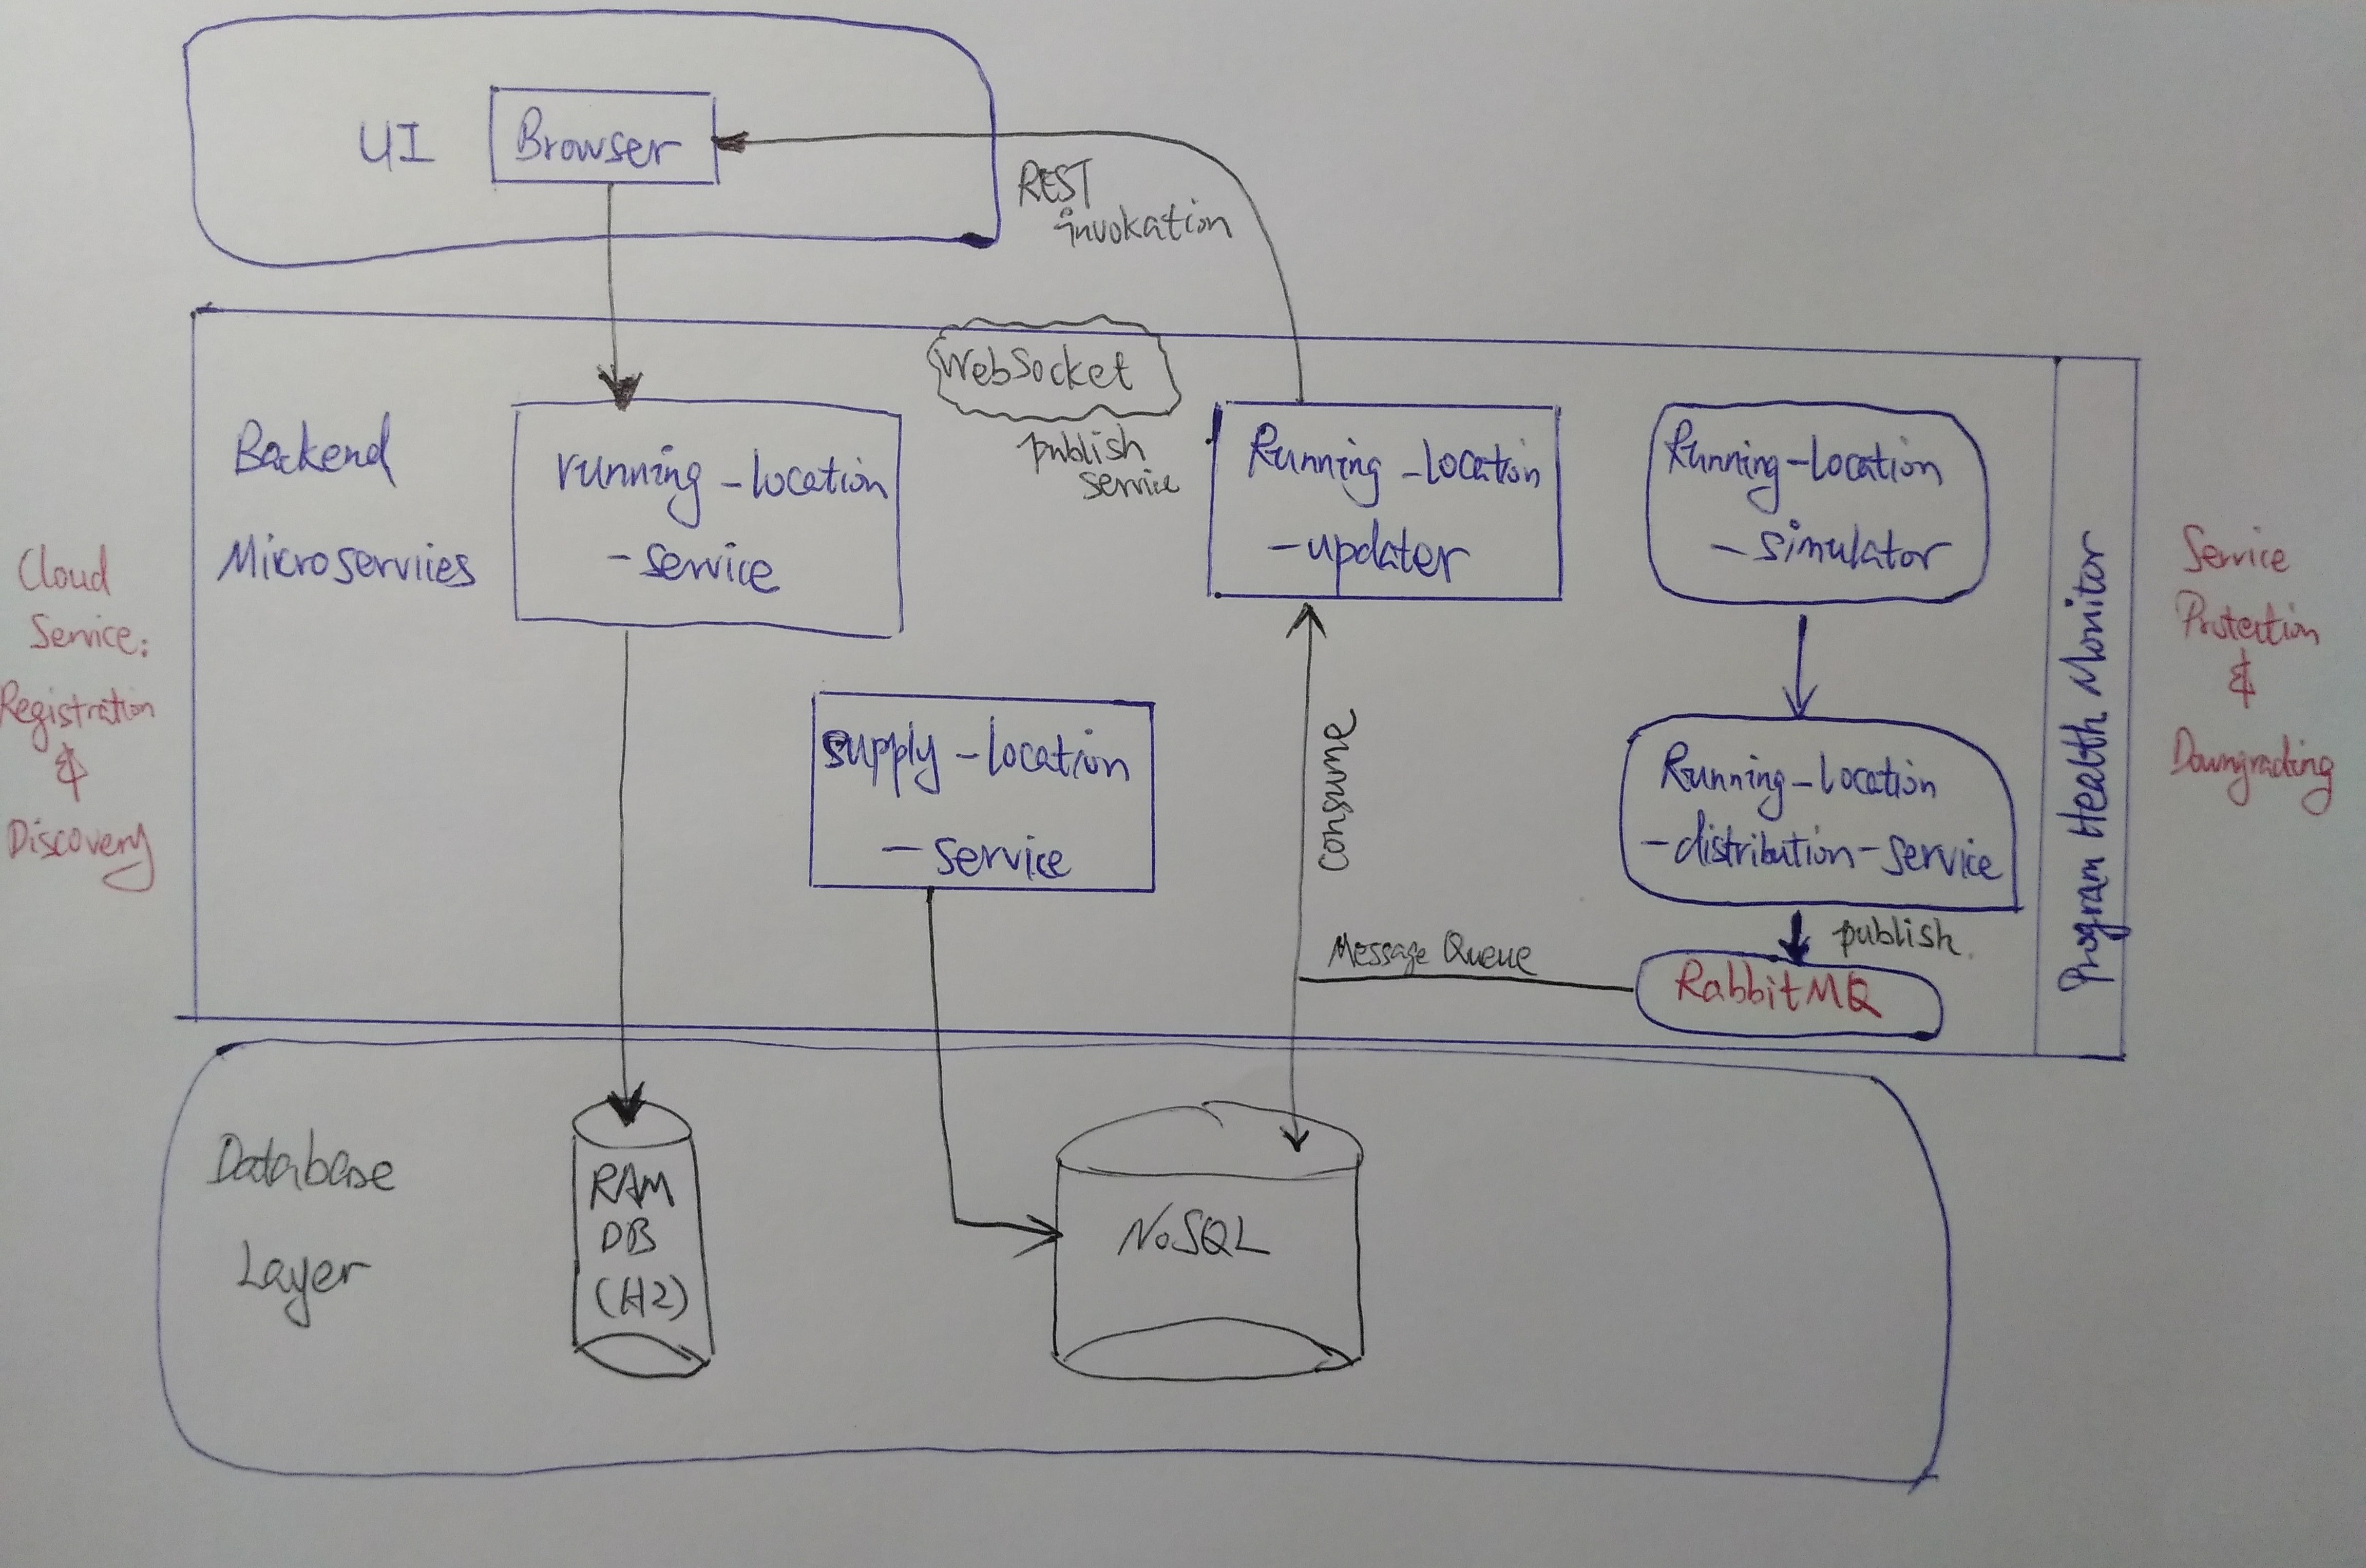 UI
Browser
REST
invokation
WebSocket
publish
service
Backend
Microserviies
running-location
-service
Running-location
-updater
Running-location
-simulator
Cloud
Service:
Registration
&
Discovery
supply-location
-service
consume
Running-location
-distribution-service
publish.
Message Queue
RabbitMQ
Program Health Monitor
Service
Protection
&
Downgrading
Database
Layer
RAM
DB
(H2)
NoSQL